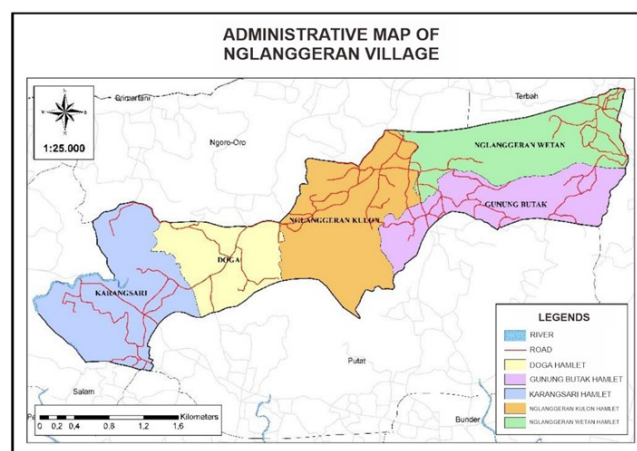 ADMINISTRATIVE MAP OF
NGLANGGERAN VILLAGE
1:25.000
Terbah
Ngoro-Oro
NGLANGGERAN WETAN
GUNUNG BUTAK
NGLANGGERAN KULON
DOGA
KARANGSARI
Putat
Salam
Bunder
Kilometers
0 0,2 0,4 0,8 1,2 1,6
LEGENDS
RIVER
ROAD
DOGA HAMLET
GUNUNG BUTAK HAMLET
KARANGSARI HAMLET
NGLANGGERAN KULON HAMLET
NGLANGGERAN WETAN HAMLET